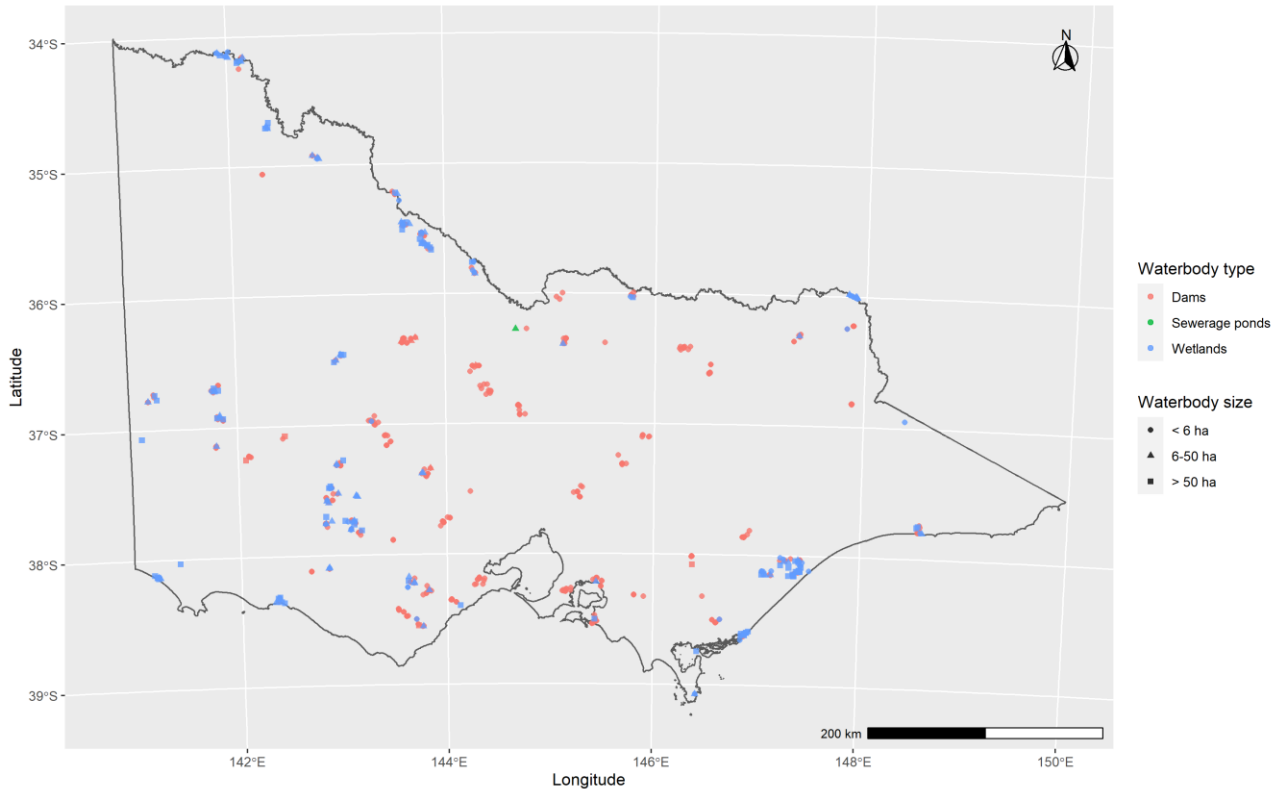 N
34°S
35°S
36°S
37°S
38°S
39°S
Latitude
142°E
144°E
146°E
148°E
150°E
Longitude
200 km
Waterbody type
Dams
Sewerage ponds
Wetlands
Waterbody size
< 6 ha
6-50 ha
> 50 ha